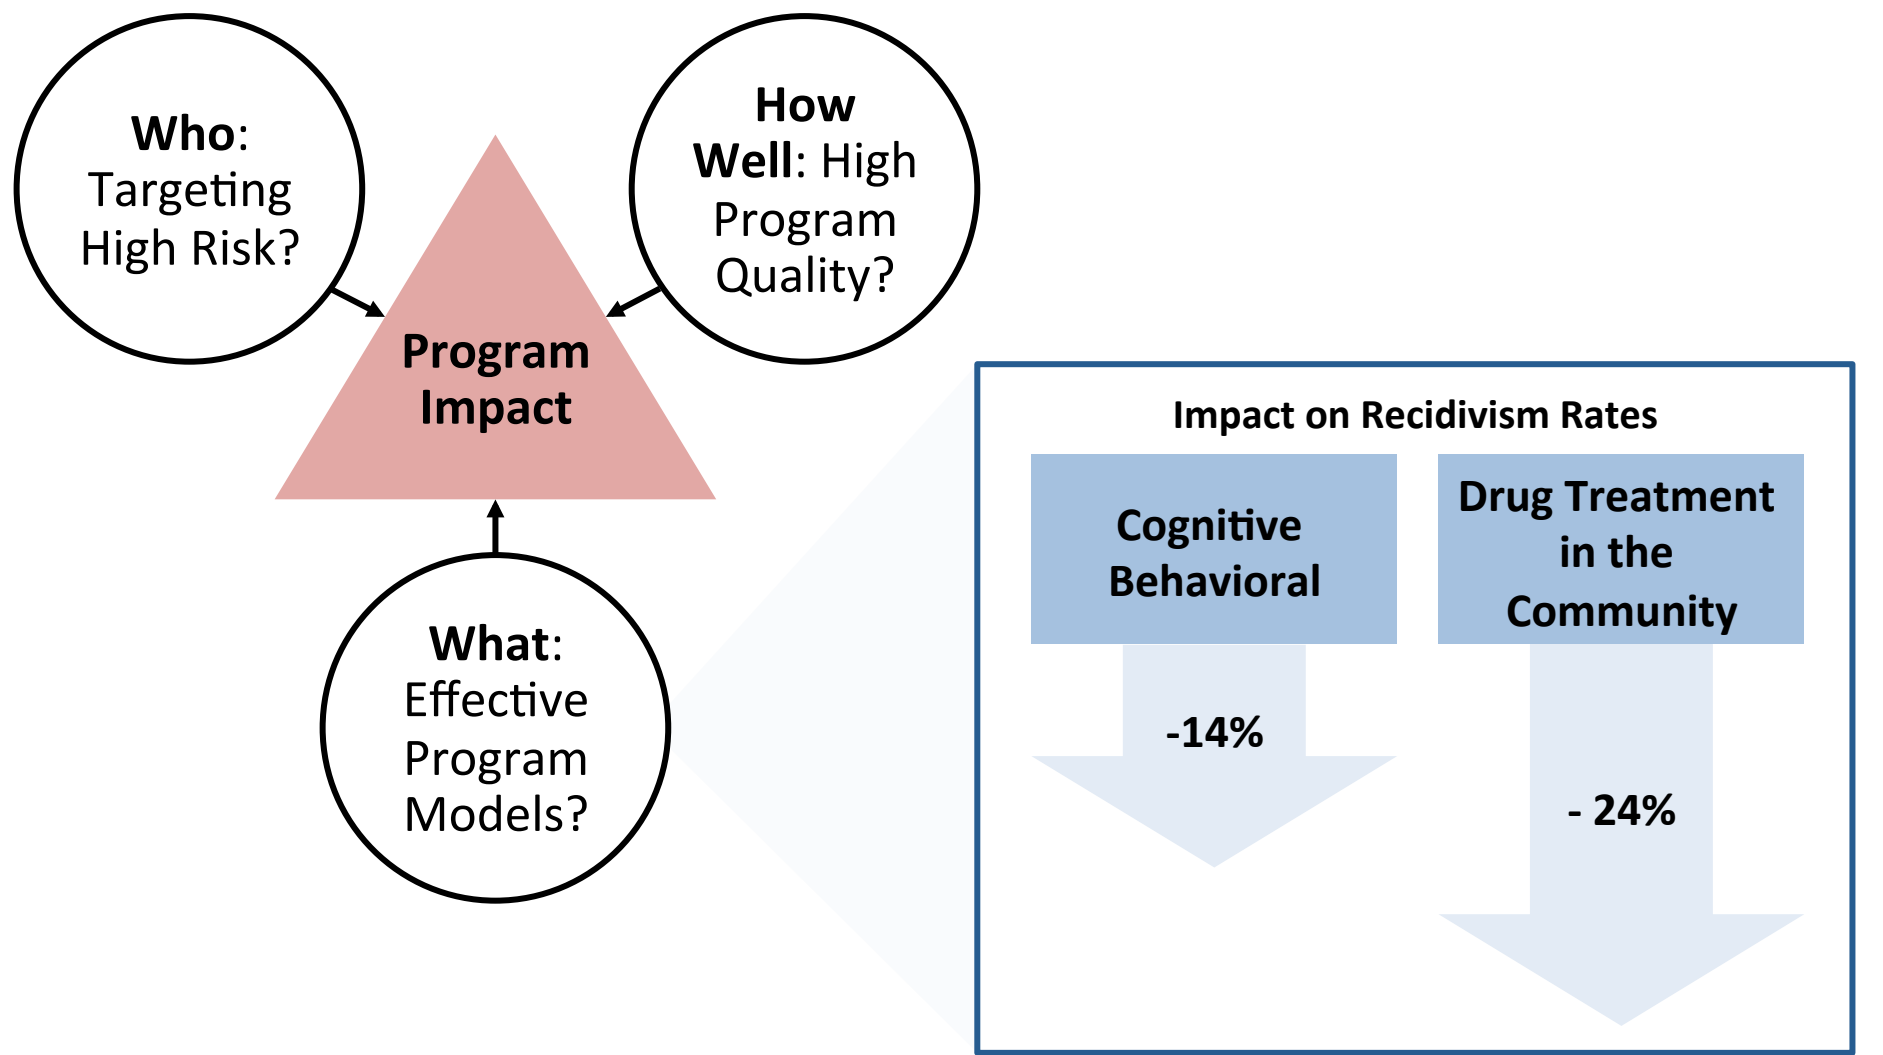 Who:
Targeting
High Risk?
How
Well: High
Program
Quality?
Program
Impact
What:
Effective
Program
Models?
Impact on Recidivism Rates
Cognitive
Behavioral
Drug Treatment
in the
Community
-14%
- 24%